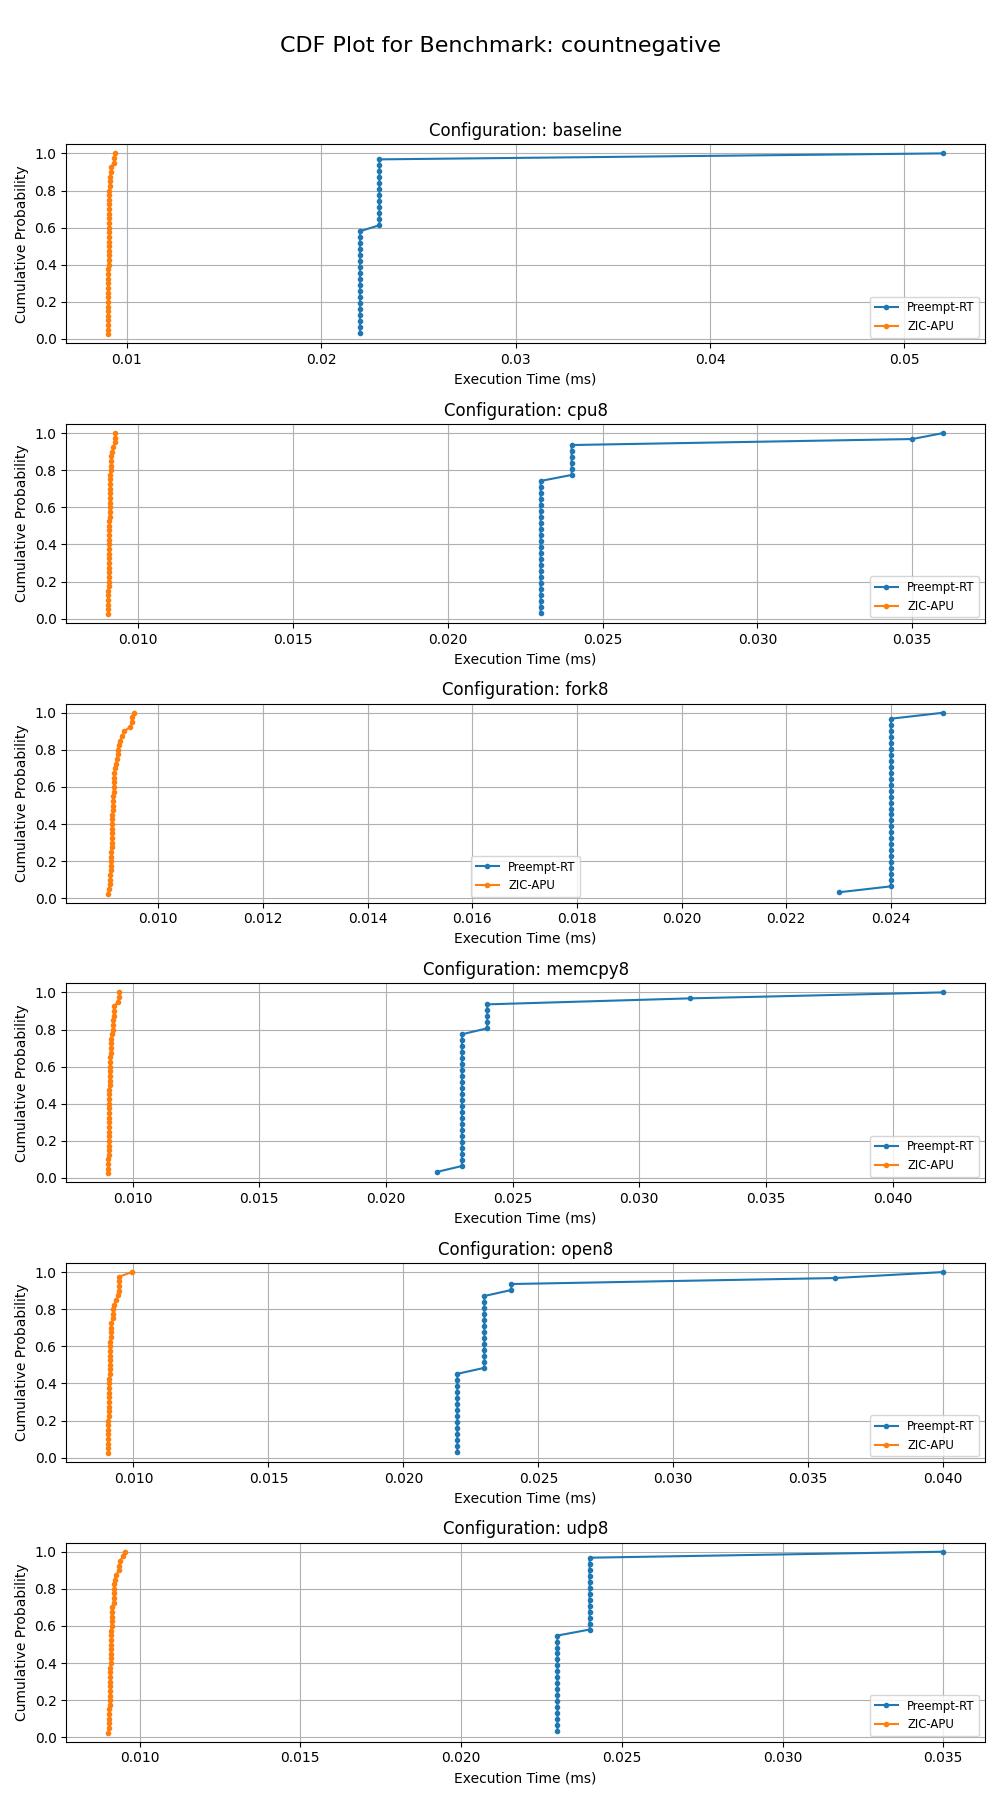 CDF Plot for Benchmark: countnegative
Configuration: baseline
Cumulative Probability
1.0
0.8
0.6
0.4
0.2
0.0
Preempt-RT
ZIC-APU
0.01 0.02 0.03 0.04 0.05
Execution Time (ms)
Configuration: cpu8
Cumulative Probability
1.0
0.8
0.6
0.4
0.2
0.0
Preempt-RT
ZIC-APU
0.010 0.015 0.020 0.025 0.030 0.035
Execution Time (ms)
Configuration: fork8
Cumulative Probability
1.0
0.8
0.6
0.4
0.2
0.0
Preempt-RT
ZIC-APU
0.010 0.012 0.014 0.016 0.018 0.020 0.022 0.024
Execution Time (ms)
Configuration: memcpy8
Cumulative Probability
1.0
0.8
0.6
0.4
0.2
0.0
Preempt-RT
ZIC-APU
0.010 0.015 0.020 0.025 0.030 0.035 0.040
Execution Time (ms)
Configuration: open8
Cumulative Probability
1.0
0.8
0.6
0.4
0.2
0.0
Preempt-RT
ZIC-APU
0.010 0.015 0.020 0.025 0.030 0.035 0.040
Execution Time (ms)
Configuration: udp8
Cumulative Probability
1.0
0.8
0.6
0.4
0.2
0.0
Preempt-RT
ZIC-APU
0.010 0.015 0.020 0.025 0.030 0.035
Execution Time (ms)